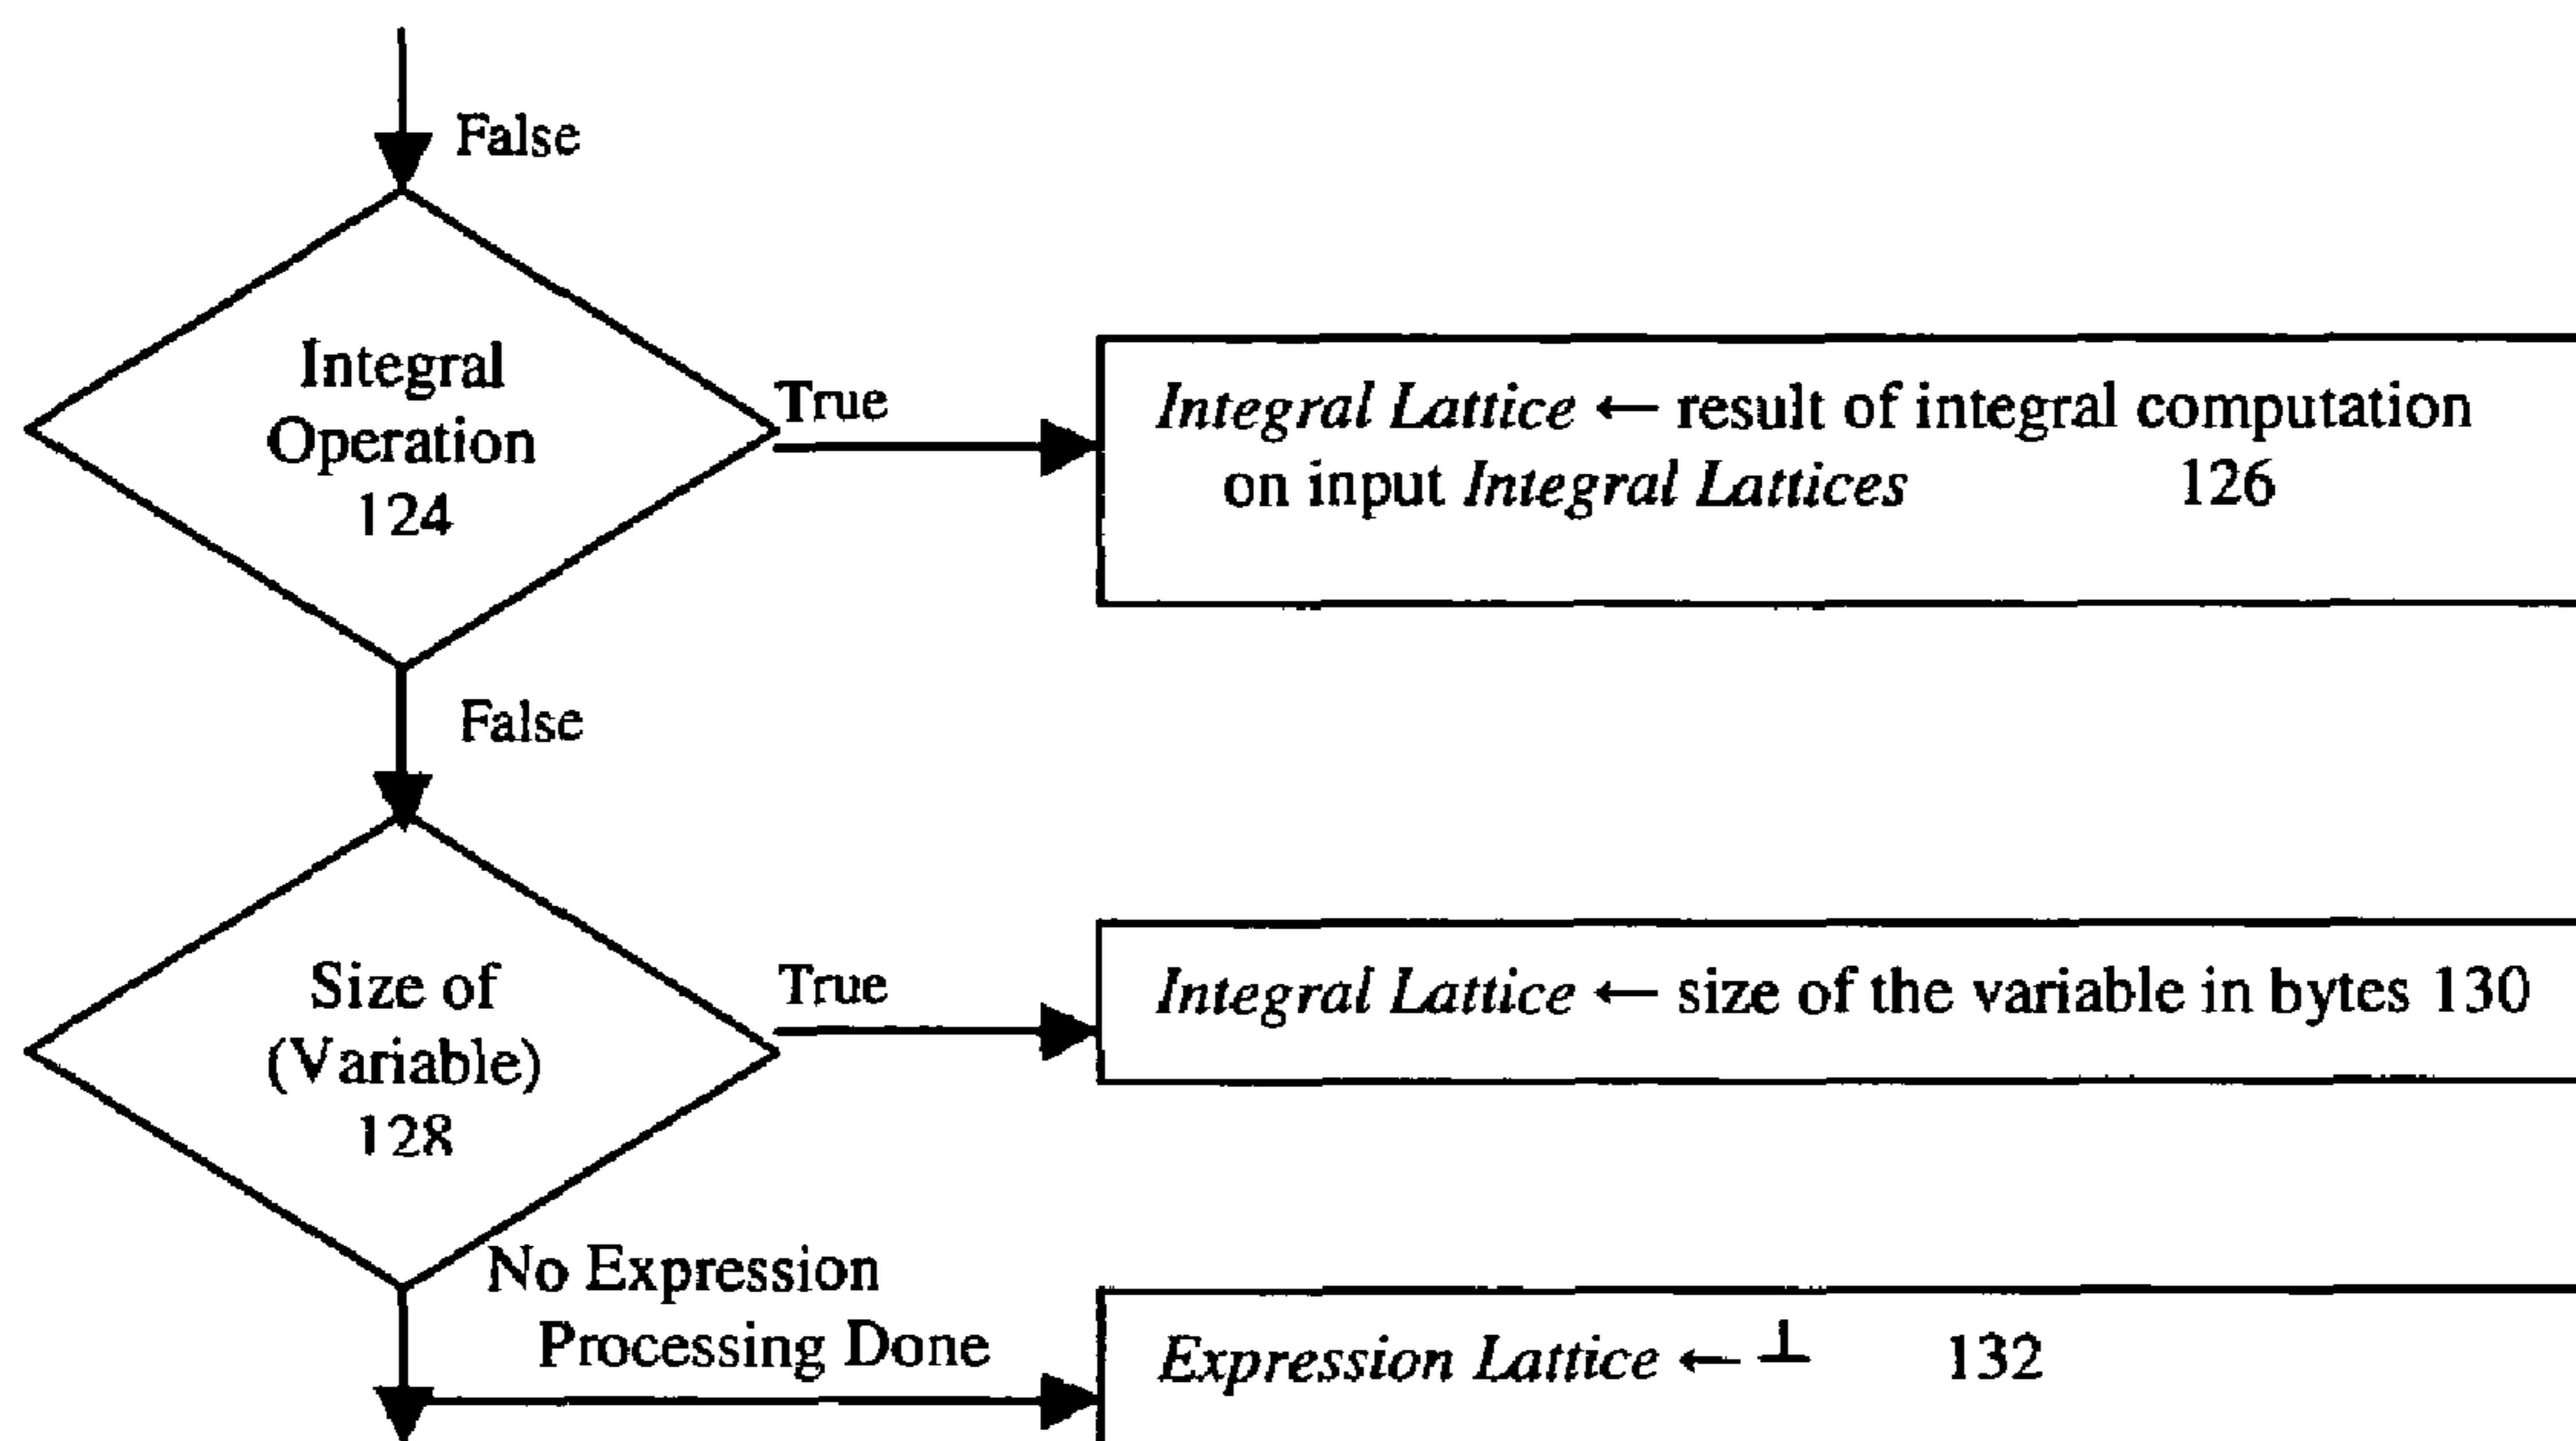 False
Integral
Operation
124
True
Integral Lattice ← result of integral computation
on input Integral Lattices 126
False
Size of
(Variable)
128
True
Integral Lattice ← size of the variable in bytes 130
No Expression
Processing Done
Expression Lattice ← ⊥ 132